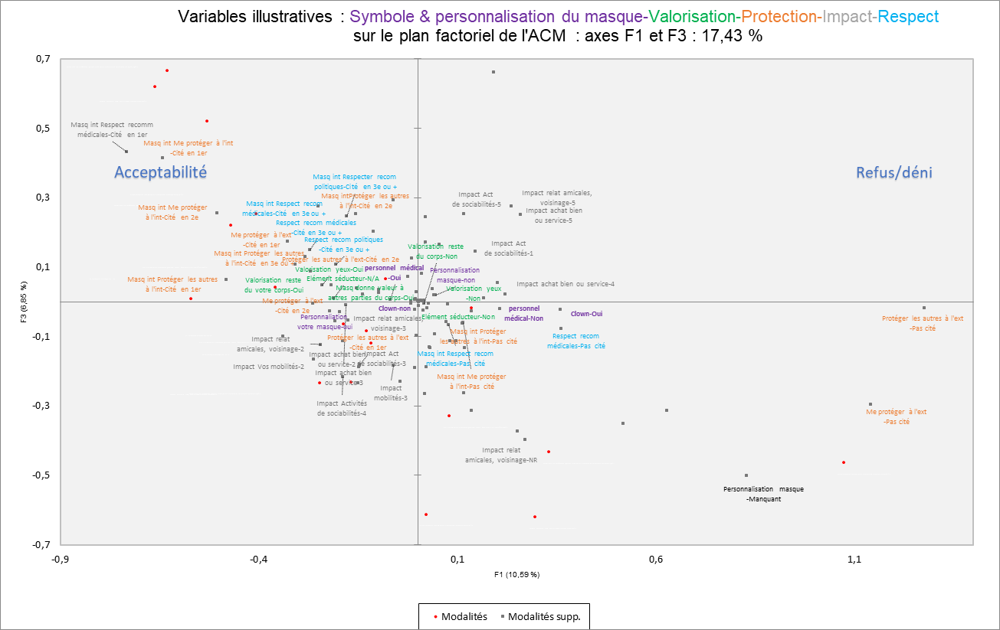 Variables illustratives : Symbole & personnalisation du masque-Valorisation-Protection-Impact-Respect
sur le plan factoriel de l'ACM : axes F1 et F3 : 17,43 %
0,7
0,5
0,3
0,1
-0,1
-0,3
-0,5
-0,7
F3 (6,85 %)
Masq int Respect recomm
médicales-Cité en 1er
Masq int Me protéger à l'int
-Cité en 1er
Acceptabilité
Refus/déni
Masq int Respecter recom
politiques-Cité en 3e ou +
Masq intProtéger les autres
à l'int-Cité en 2e
Masq int Me protéger
à l'int-Cité en 2e
Masq int Respect recom
médicales-Cité en 3e ou +
Respect recom médicales
-Cité en 3e ou +
Me protéger à l'ext
-Cité en 1er
Respect recom politiques
-Cité en 3e ou +
Masq int Protéger les autres
à l'int-Cité en 3e ou +
Protéger les autres à l'ext-Cité en 2e
Impact Act
de sociabilités-5
Impact relat amicales,
voisinage-5
Impact achat bien
ou service-5
Impact Act
de sociabilités-1
Valorisation reste
du corps-Non
Valorisation yeux-Oui
Elément séducteur-N/A
personnel médical
-Oui
Personnalisation
masque-non
Masq int Protéger les autres
à l'int-Cité en 1er
Valorisation reste
du votre corps-Oui
Masq donne valeur à
autres parties du corps-Oui
Valorisation yeux
-Non
Impact achat bien ou service-4
Me protéger à l'ext
-Cité en 2e
Clown-non
Elément séducteur-Non
personnel
médical-Non
Clown-Oui
Personnaliation
votre masque-oui
Impact relat amicales,
voisinage-3
Protéger les autres à l'ext
-Pas cité
Masq int Protéger
les autres à l'int-Pas cité
Respect recom
médicales-Pas cité
Impact relat
amicales, voisinage-2
Protéger les autres à l'ext
-Cité en 1er
Impact achat bien
ou service-2
Impact Act
de sociabilités-3
Masq int Respect recom
médicales-Pas cité
Impact Vos mobilités-2
Impact achat bien
ou service-3
Masq int Me protéger
à l'int-Pas cité
Impact
mobilités-3
Impact Activités
de sociabilités-4
Me protéger à l'ext
-Pas cité
Impact relat
amicales, voisinage-NR
Personnalisation masque
-Manquant
-0,9
-0,4
0,1
0,6
1,1
F1 (10,59 %)
Modalités
Modalités supp.